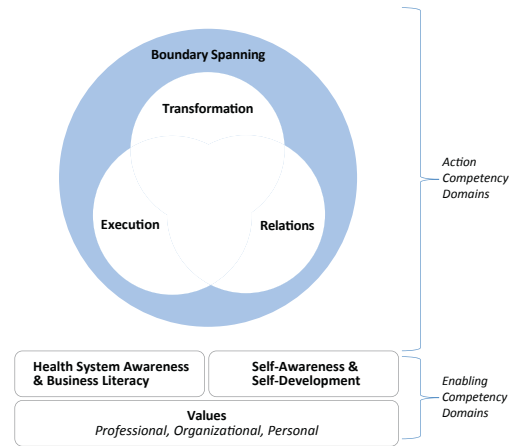 Boundary Spanning
Transformation
Execution
Relations
Action
Competency
Domains
Health System Awareness
& Business Literacy
Self-Awareness &
Self-Development
Values
Professional, Organizational, Personal
Enabling
Competency
Domains